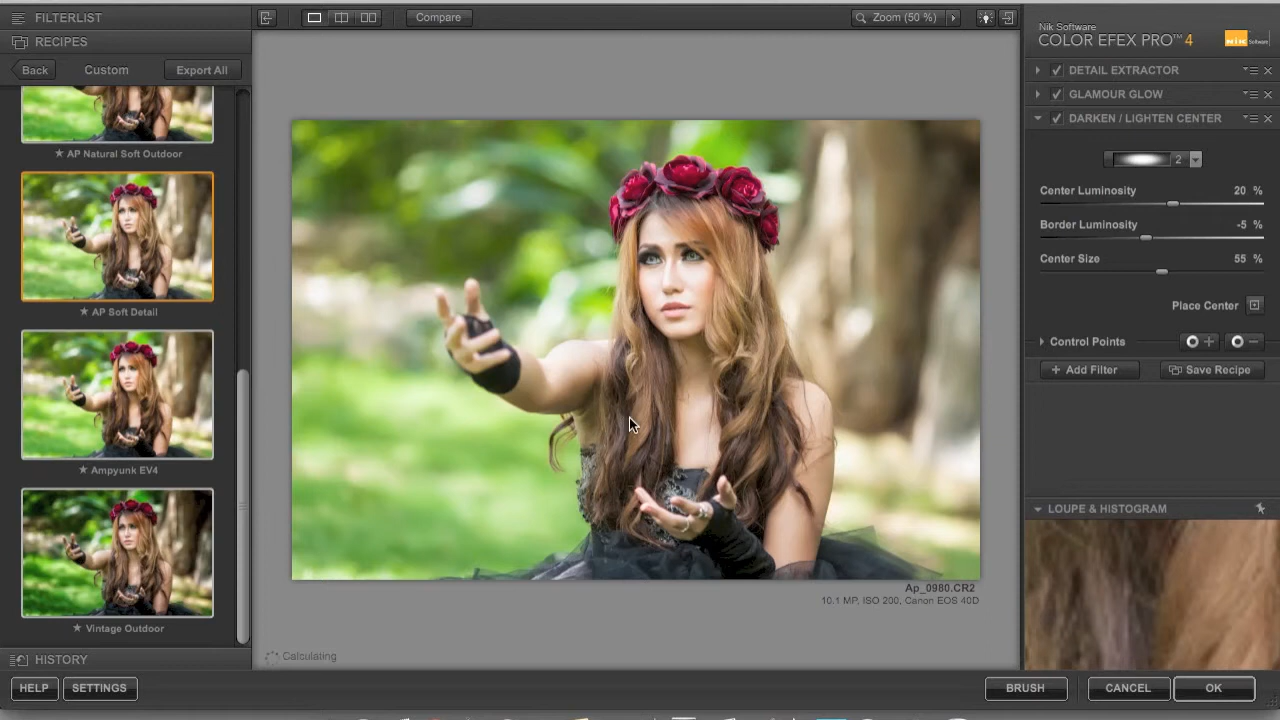 FILTERLIST
RECIPES
Back Custom Export All
★ AP Natural Soft Outdoor
★ AP Soft Detail
★ Ampyunk EV4
★ Vintage Outdoor
HISTORY
HELP SETTINGS
Compare
Zoom (50 %)
Ap_0980.CR2
10.1 MP, ISO 200, Canon EOS 40D
Calculating
BRUSH CANCEL OK
Nik Software
COLOR EFEX PRO™ 4
Nik Software
DETAIL EXTRACTOR
GLAMOUR GLOW
DARKEN / LIGHTEN CENTER
2
Center Luminosity 20 %
Border Luminosity -5 %
Center Size 55 %
Place Center
Control Points
+ Add Filter Save Recipe
LOUPE & HISTOGRAM